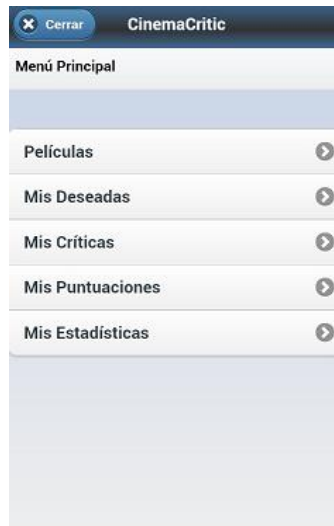 Cerrar CinemaCritic
Menú Principal
Películas
Mis Deseadas
Mis Críticas
Mis Puntuaciones
Mis Estadísticas